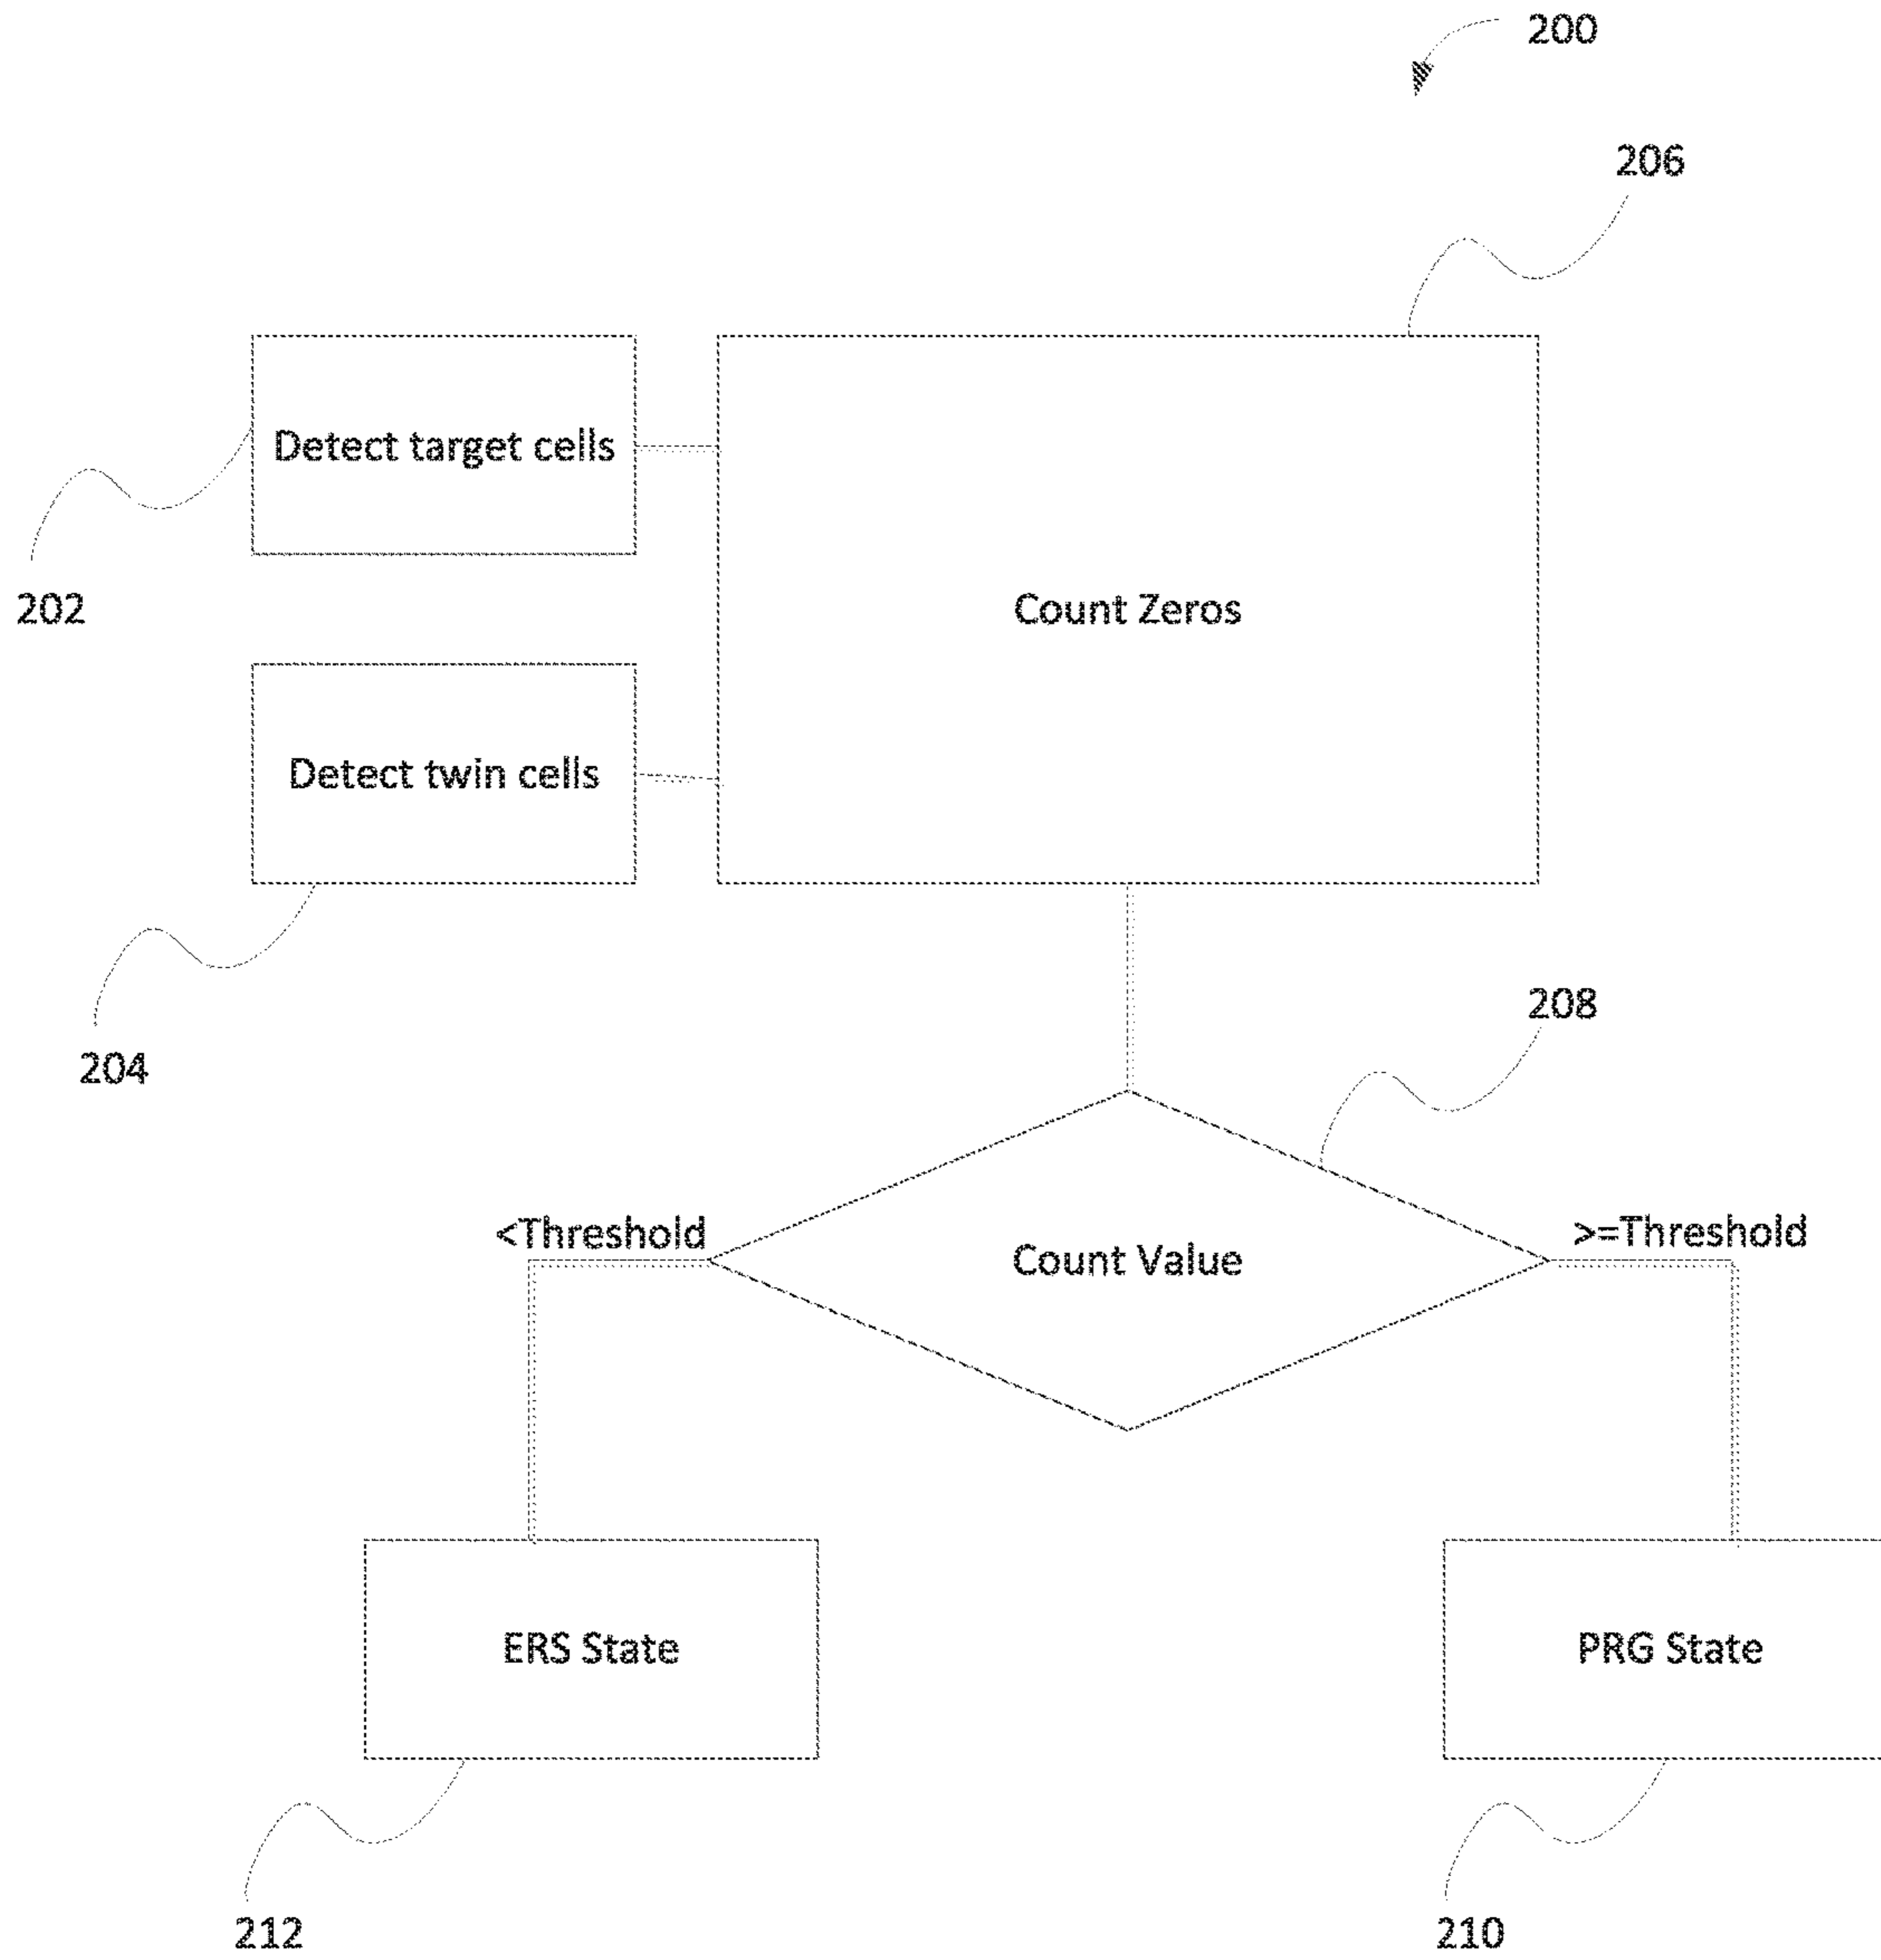 200
206
Detect target cells
Count Zeros
202
Detect twin cells
204
208
<Threshold
>=Threshold
Count Value
ERS State
PRG State
212
210